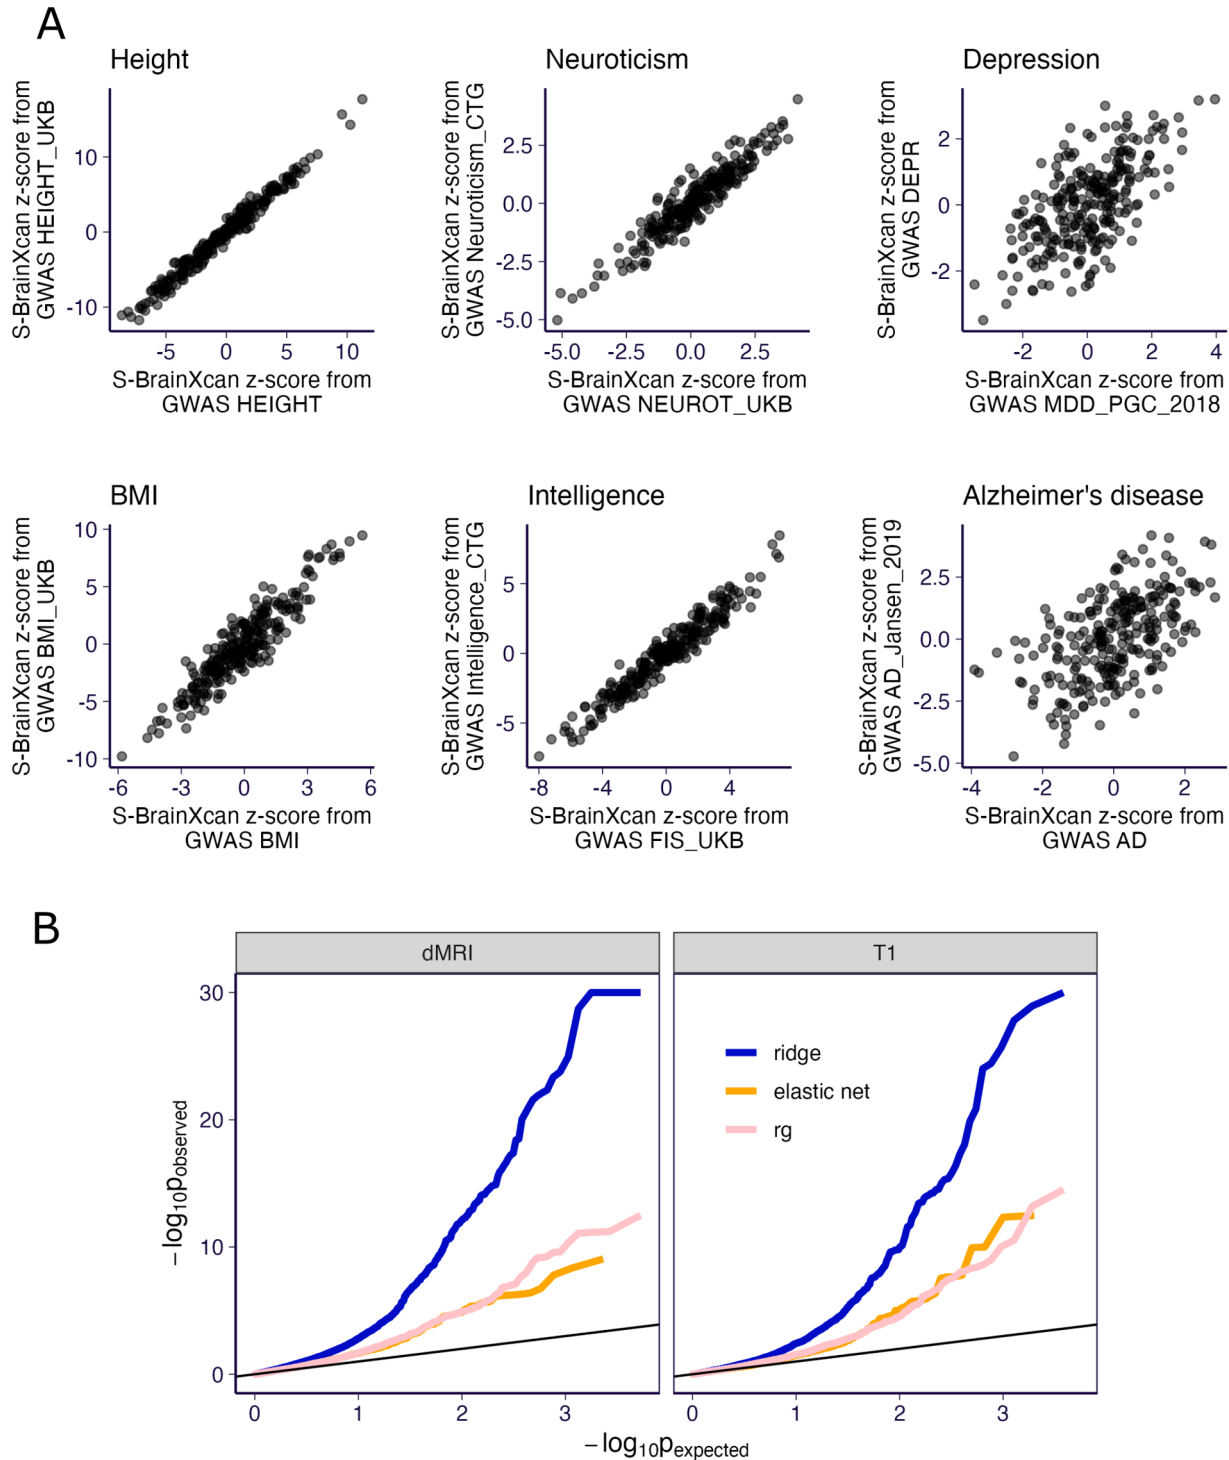 A
Height
S-BrainXcan z-score from
GWAS HEIGHT_UKB
10
0
-10
-5
0
5
10
S-BrainXcan z-score from
GWAS HEIGHT
Neuroticism
S-BrainXcan z-score from
GWAS Neuroticism_CTG
2.5
0.0
-2.5
-5.0
-5.0
-2.5
0.0
2.5
S-BrainXcan z-score from
GWAS NEUROT_UKB
Depression
S-BrainXcan z-score from
GWAS DEPR
2
0
-2
-2
0
2
4
S-BrainXcan z-score from
GWAS MDD_PGC_2018
BMI
S-BrainXcan z-score from
GWAS BMI_UKB
10
5
0
-5
-10
-6
-3
0
3
6
S-BrainXcan z-score from
GWAS BMI
Intelligence
S-BrainXcan z-score from
GWAS Intelligence_CTG
5
0
-5
-8
-4
0
4
S-BrainXcan z-score from
GWAS FIS_UKB
Alzheimer's disease
S-BrainXcan z-score from
GWAS AD_Jansen_2019
2.5
0.0
-2.5
-5.0
-4
-2
0
2
S-BrainXcan z-score from
GWAS AD
B
dMRI
T1
−log10pobserved
30
20
10
0
ridge
elastic net
rg
0
1
2
3
0
1
2
3
−log10pexpected